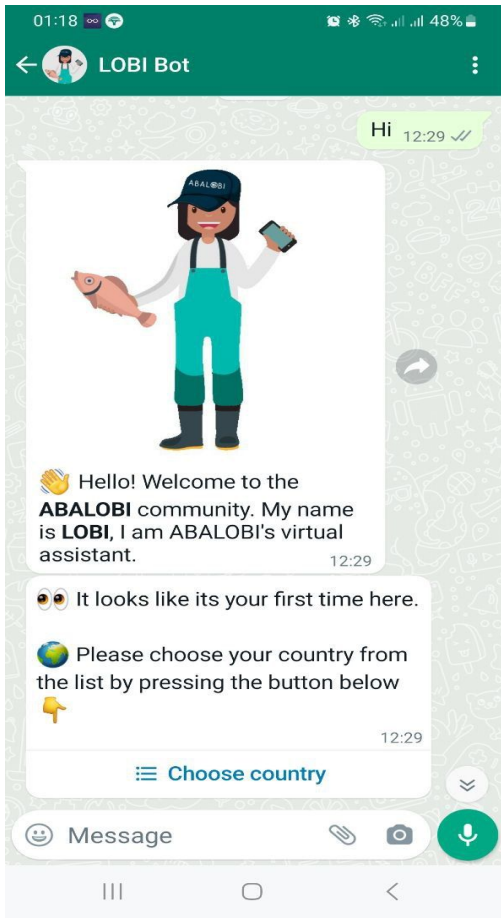 01:18
48%
LOBI Bot
Hi 12:29
ABALOBI
👋 Hello! Welcome to the
ABALOBI community. My name
is LOBI, I am ABALOBI's virtual
assistant.
12:29
👀 It looks like its your first time here.
🌍 Please choose your country from
the list by pressing the button below
👇
12:29
Choose country
Message